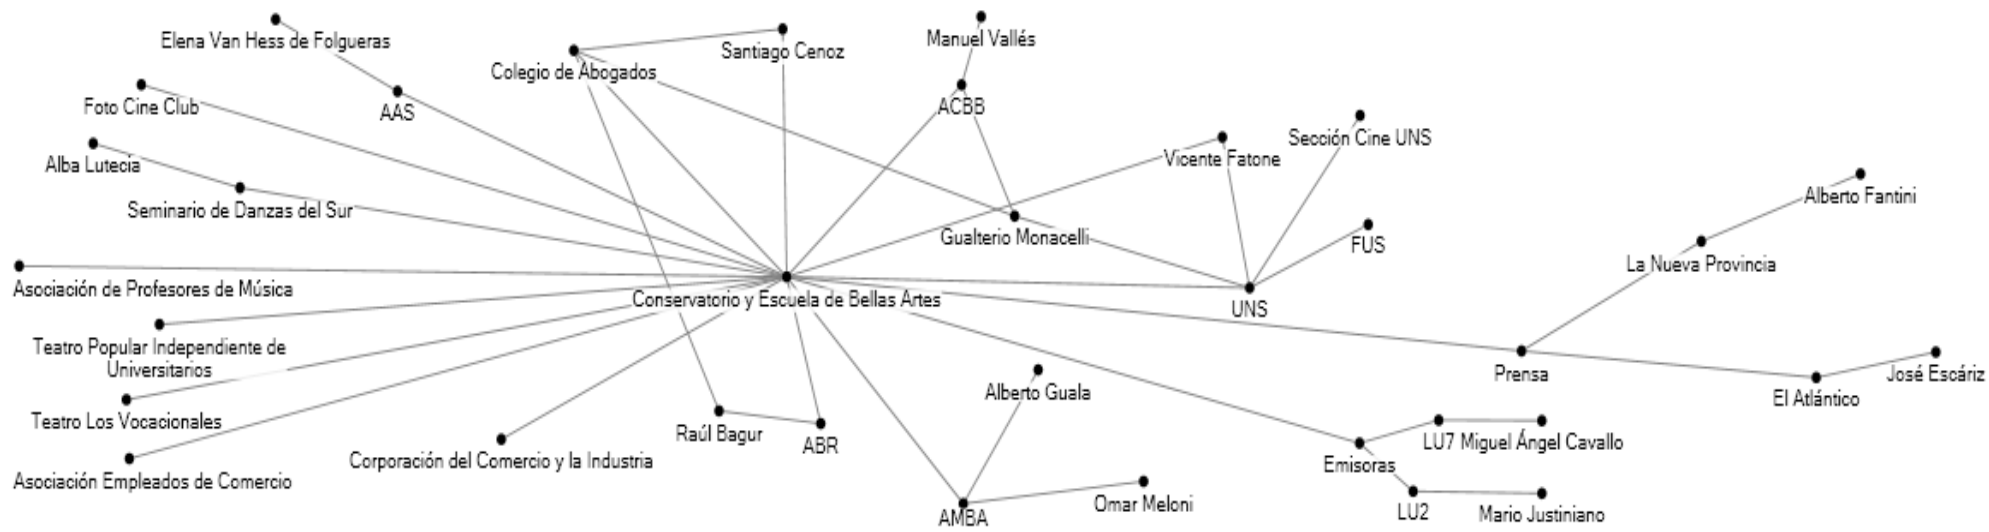 Elena Van Hess de Folgueras
Santiago Cenoz
Manuel Vallés
Colegio de Abogados
Foto Cine Club
AAS
ACBB
Sección Cine UNS
Alba Lutecia
Vicente Fatone
Alberto Fantini
Seminario de Danzas del Sur
Gualterio Monacelli
FUS
La Nueva Provincia
Asociación de Profesores de Música
Conservatorio y Escuela de Bellas Artes
UNS
Teatro Popular Independiente de
Universitarios
Prensa
José Escáriz
Alberto Guala
El Atlántico
Teatro Los Vocacionales
Raúl Bagur
ABR
LU7 Miguel Ángel Cavallo
Corporación del Comercio y la Industria
Emisoras
Asociación Empleados de Comercio
Omar Meloni
AMBA
LU2
Mario Justiniano